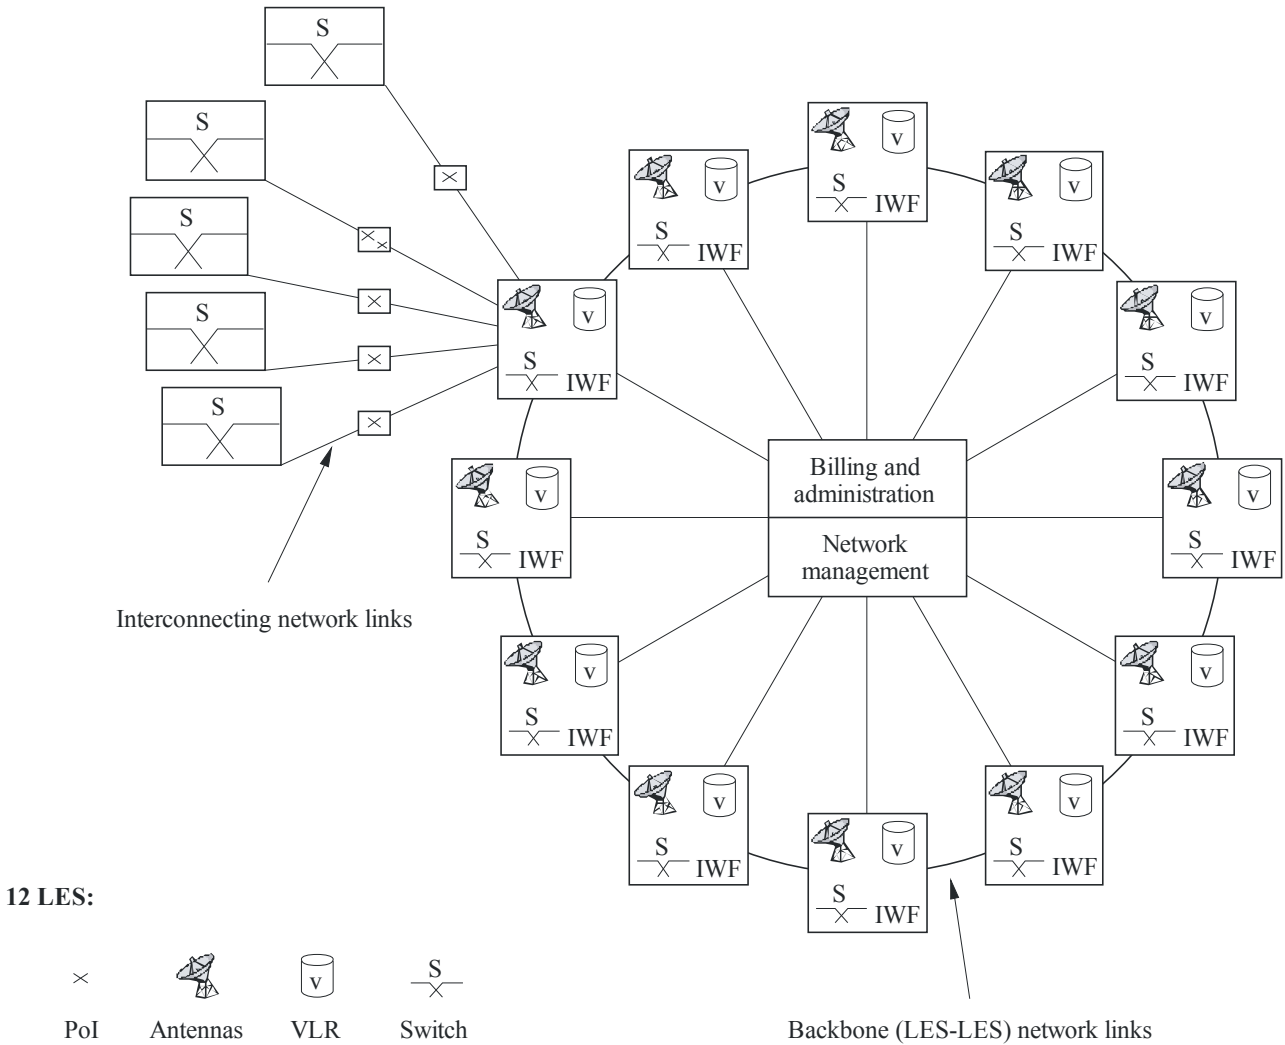 S
S
S
S
S
V
S
IWF
V
S
IWF
V
S
IWF
V
S
IWF
V
S
IWF
V
S
IWF
V
S
IWF
Billing and
administration
Network
management
Interconnecting network links
V
S
IWF
V
S
IWF
V
S
IWF
V
S
IWF
V
S
IWF
12 LES:
V
S
PoI
Antennas
VLR
Switch
Backbone (LES-LES) network links